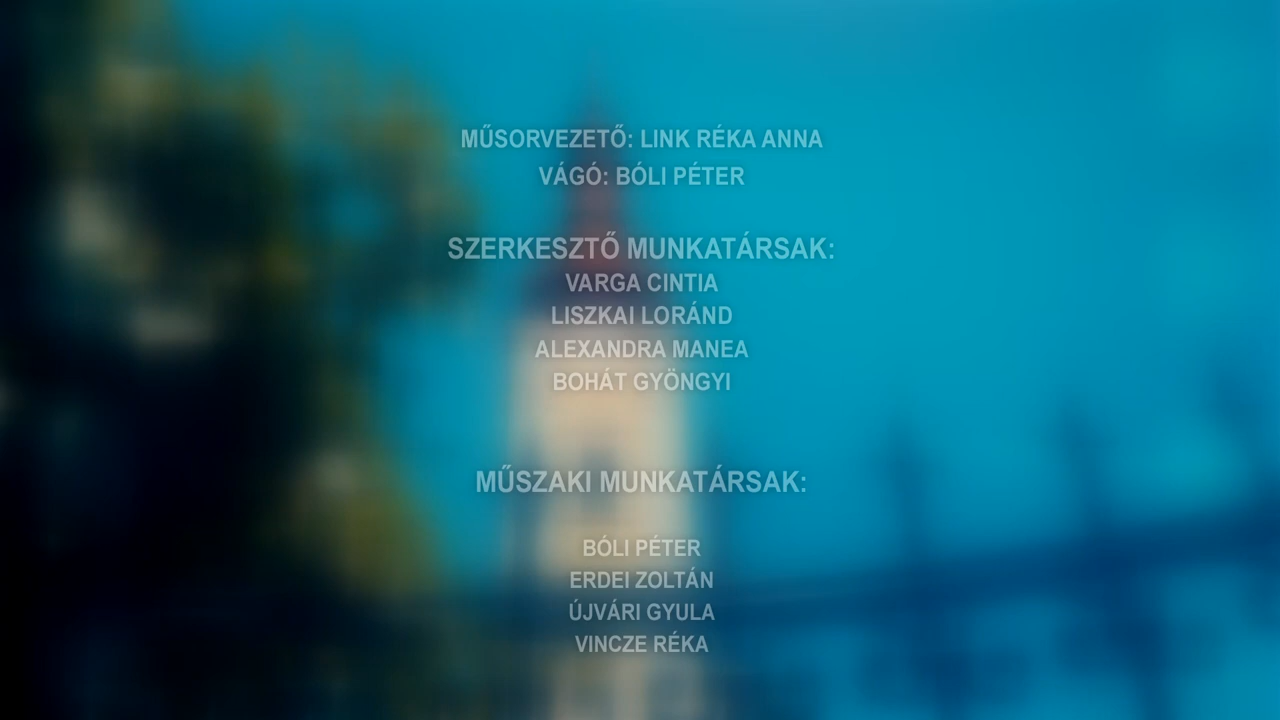 MŰSORVEZETŐ: LINK RÉKA ANNA
VÁGÓ: BÓLI PÉTER
SZERKESZTŐ MUNKATÁRSAK:
VARGA CINTIA
LISZKAI LORÁND
ALEXANDRA MANEA
BOHÁT GYÖNGYI
MŰSZAKI MUNKATÁRSAK:
BÓLI PÉTER
ERDEI ZOLTÁN
ÚJVÁRI GYULA
VINCZE RÉKA